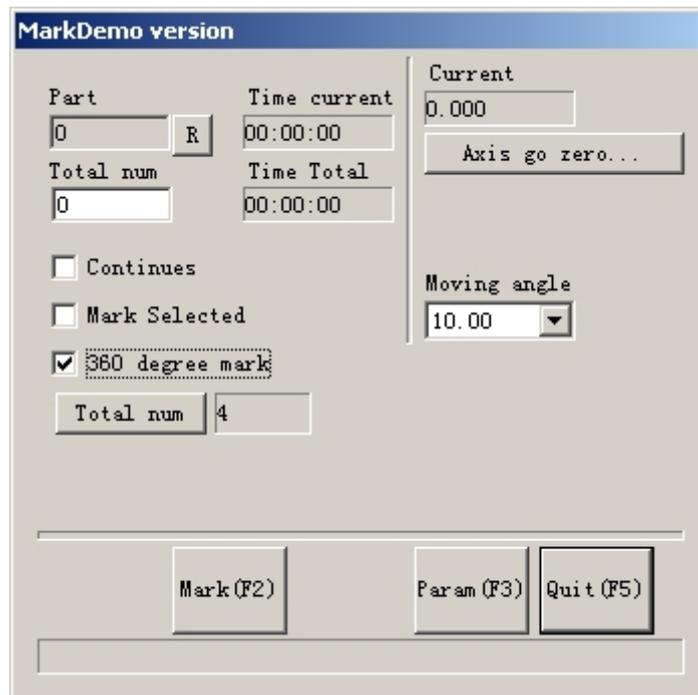 MarkDemo version
Part
0
R
Time current
00:00:00
Total num
0
Time Total
00:00:00
Continues
Mark Selected
360 degree mark
Total num
4
Current
0.000
Axis go zero...
Moving angle
10.00
Mark(F2)
Param(F3)
Quit(F5)